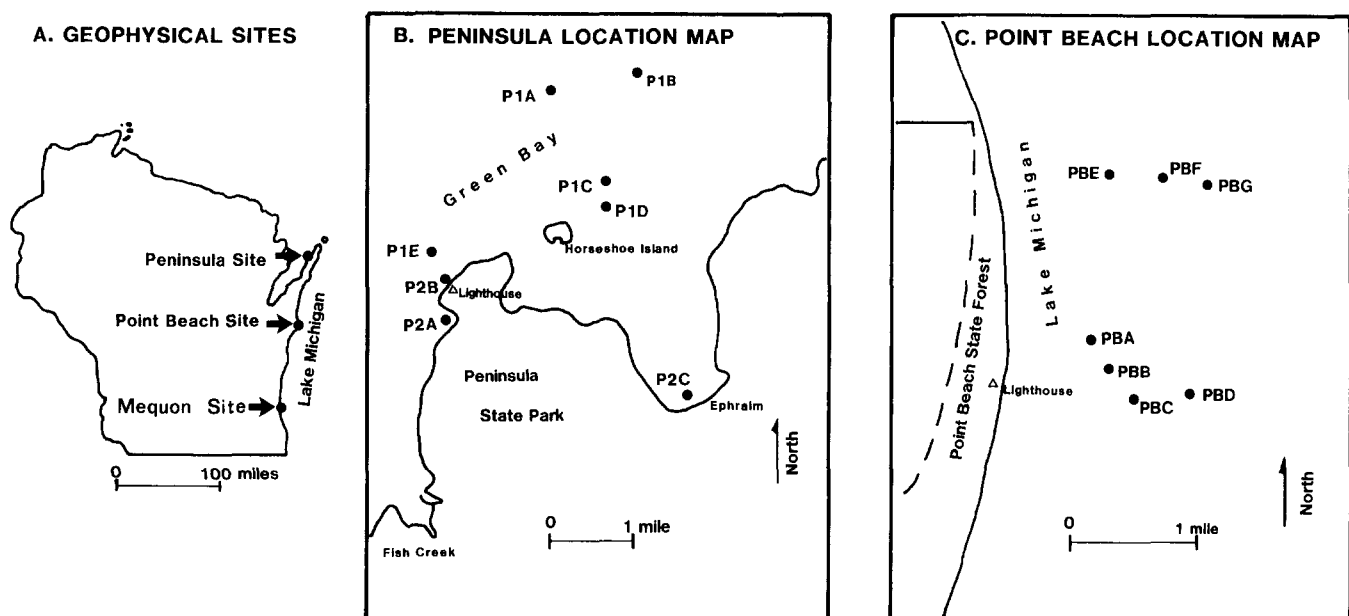 A. GEOPHYSICAL SITES
Peninsula Site
Point Beach Site
Mequon Site
Lake Michigan
0 100 miles
B. PENINSULA LOCATION MAP
P1A
P1B
Green Bay
P1C
P1D
Horseshoe Island
P1E
P2B
Lighthouse
P2A
Peninsula
State Park
P2C
Ephraim
North
0 1 mile
Fish Creek
C. POINT BEACH LOCATION MAP
Lake Michigan
PBE
PBF
PBG
Point Beach State Forest
PBA
PBB
Lighthouse
PBC
PBD
North
0 1 mile